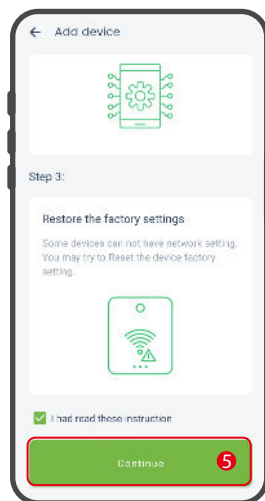 Add device
Step 3:
Restore the factory settings
Some devices can not have network setting.
You may try to Reset the device factory
setting.
I had read these instruction
Continue
5